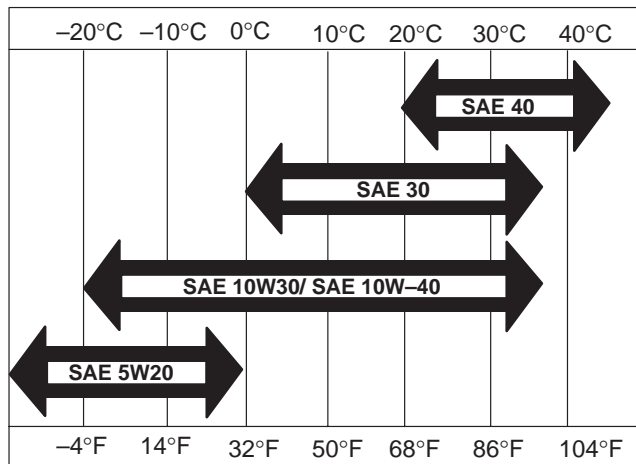 –20°C –10°C 0°C 10°C 20°C 30°C 40°C
SAE 40
SAE 30
SAE 10W30/ SAE 10W–40
SAE 5W20
–4°F 14°F 32°F 50°F 68°F 86°F 104°F